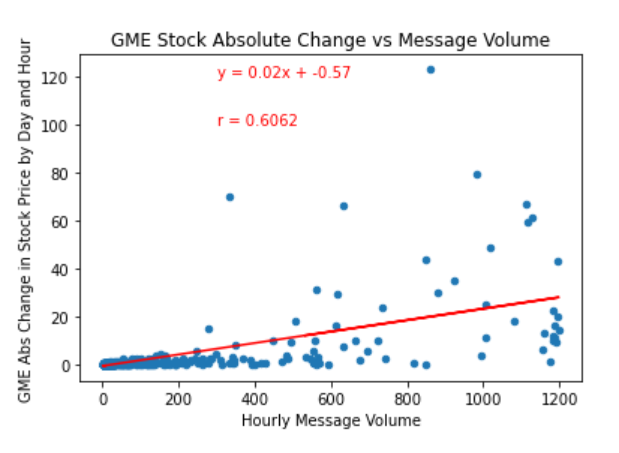 GME Stock Absolute Change vs Message Volume
y = 0.02x + -0.57
r = 0.6062
GME Abs Change in Stock Price by Day and Hour
120
100
80
60
40
20
0
0 200 400 600 800 1000 1200
Hourly Message Volume